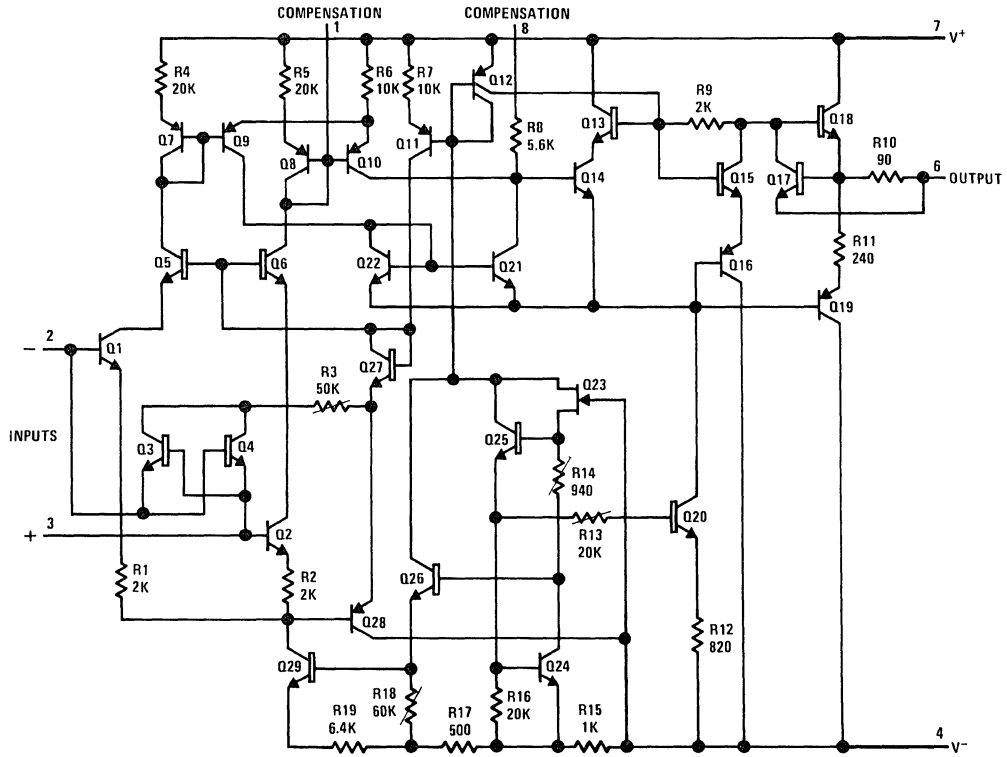 COMPENSATION COMPENSATION
1 8 7 V+
R4 20K
R5 20K
R6 10K
R7 10K
Q12
R9 2K
Q18
Q7
Q9
Q8
Q10
Q11
R8 5.6K
Q13
R10 90
6 OUTPUT
Q14
Q15
Q17
Q5
Q6
Q22
Q21
Q16
R11 240
Q19
2
− Q1
Q27
R3 50K
Q23
INPUTS
Q3
Q4
Q25
R14 940
+ 3
Q2
R13 20K
Q20
R1 2K
R2 2K
Q26
Q28
R12 820
Q29
Q24
R18 60K
R16 20K
R15 1K
R19 6.4K
R17 500
4 V−